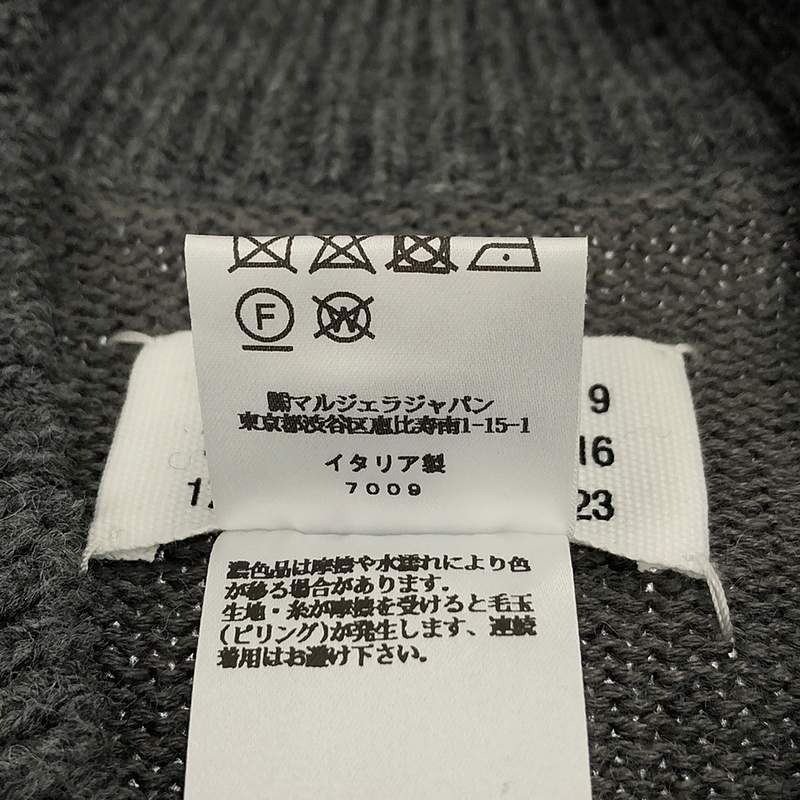 F
W
㈱マルジェラジャパン
東京都渋谷区恵比寿南1-15-1
イタリア製
7009
9
16
23
濃色品は摩擦や水濡れにより色
が移る場合があります。
生地・糸が摩擦を受けると毛玉
(ピリング)が発生します、連続
着用はお避け下さい。